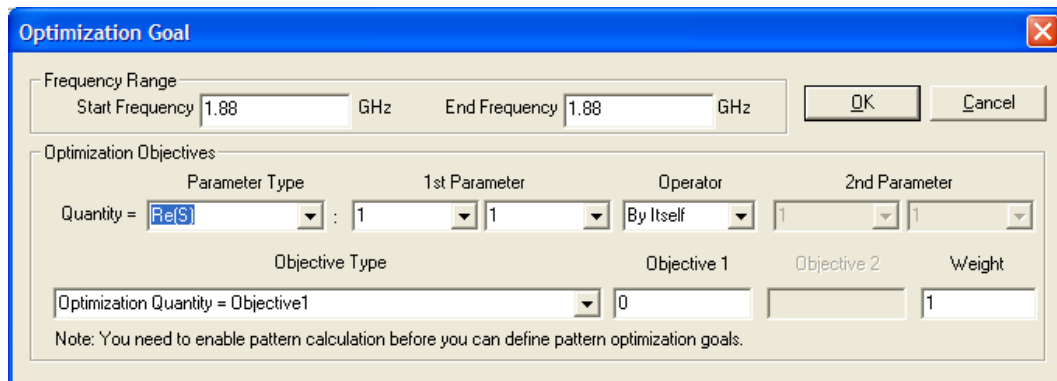 Optimization Goal
Frequency Range
Start Frequency 1.88 GHz End Frequency 1.88 GHz
OK Cancel
Optimization Objectives
Parameter Type 1st Parameter Operator 2nd Parameter
Quantity = Re(S) : 1 1 By Itself 1 1
Objective Type Objective 1 Objective 2 Weight
Optimization Quantity = Objective1 0 1
Note: You need to enable pattern calculation before you can define pattern optimization goals.